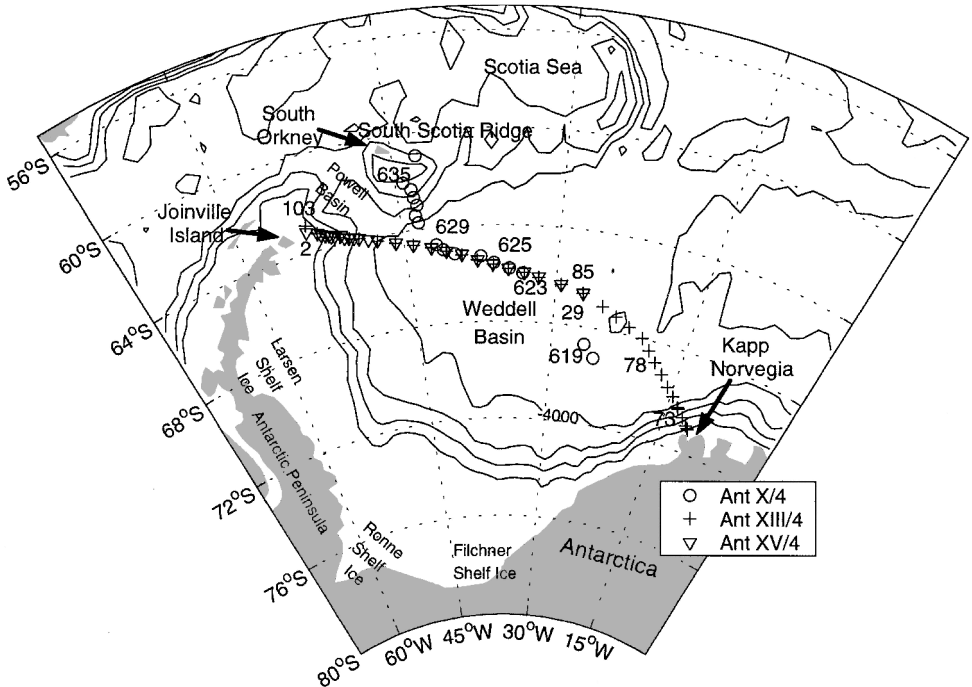 Scotia Sea
South
Orkney
South Scotia Ridge
56°S
635
Powell
Basin
Joinville
Island
103
2
629
625
60°S
623
85
29
Weddell
Basin
64°S
619
78
Kapp
Norvegia
Larsen
Shelf
Ice
-4000
73
68°S
Antarctic Peninsula
72°S
Ant X/4
Ant XIII/4
Ant XV/4
Ronne
Shelf
Ice
Filchner
Shelf Ice
Antarctica
76°S
80°S
60°W
45°W
30°W
15°W